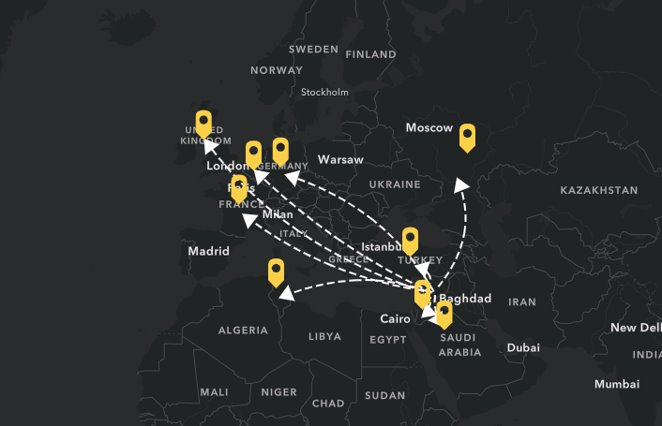 SWEDEN
FINLAND
NORWAY
Stockholm
UNITED
KINGDOM
Moscow
London
GERMANY
Warsaw
Paris
FRANCE
UKRAINE
KAZAKHSTAN
Milan
ITALY
Madrid
Istanbul
GREECE
TURKEY
Baghdad
IRAN
Cairo
ALGERIA
LIBYA
EGYPT
SAUDI
ARABIA
Dubai
New Del
INDIA
Mumbai
MALI
NIGER
CHAD
SUDAN